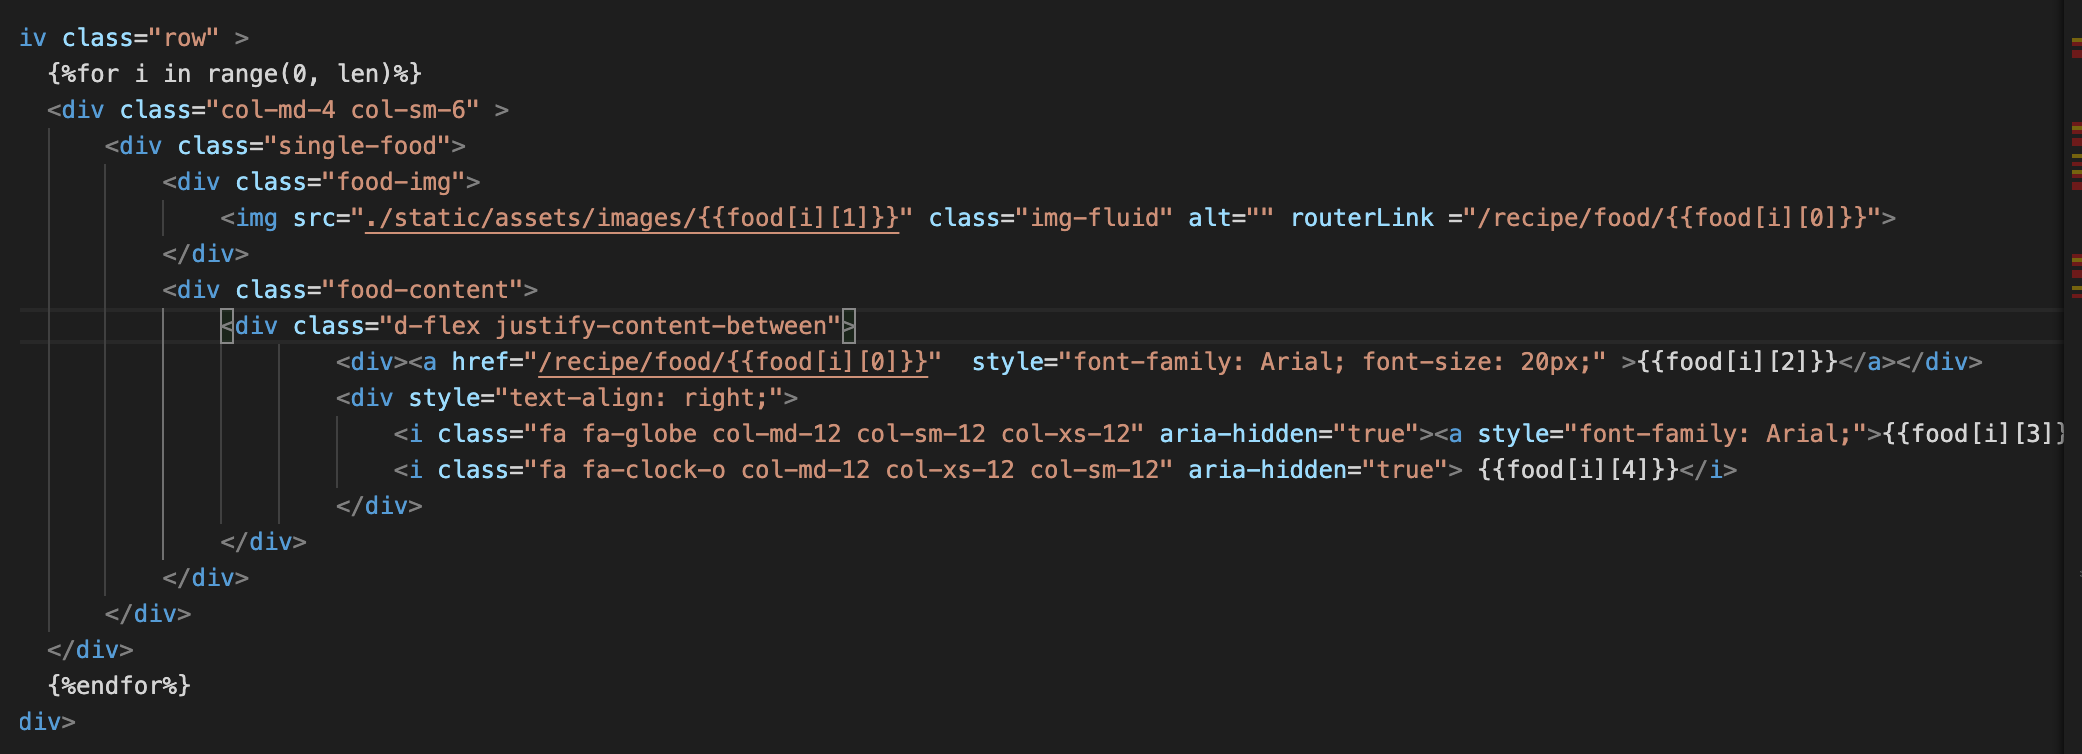 iv class="row" >
{%for i in range(0, len)%}
<div class="col-md-4 col-sm-6" >
<div class="single-food">
<div class="food-img">
<img src="./static/assets/images/{{food[i][1]}}" class="img-fluid" alt="" routerLink ="/recipe/food/{{food[i][0]}}">
</div>
<div class="food-content">
<div class="d-flex justify-content-between">
<div><a href="/recipe/food/{{food[i][0]}}"  style="font-family: Arial; font-size: 20px;" >{{food[i][2]}}</a></div>
<div style="text-align: right;">
<i class="fa fa-globe col-md-12 col-sm-12 col-xs-12" aria-hidden="true"><a style="font-family: Arial;">{{food[i][3]}
<i class="fa fa-clock-o col-md-12 col-xs-12 col-sm-12" aria-hidden="true"> {{food[i][4]}}</i>
</div>
</div>
</div>
</div>
</div>
{%endfor%}
div>